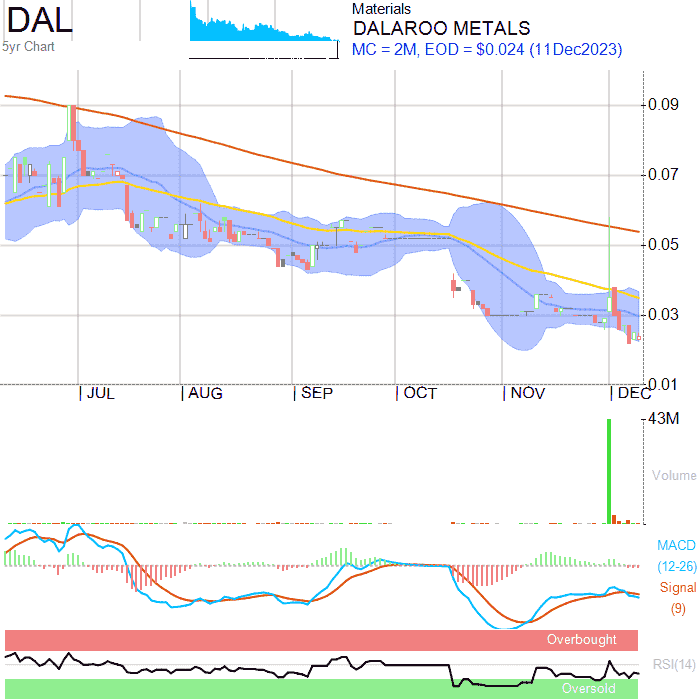 DAL
5yr Chart
Materials
DALAROO METALS
MC = 2M, EOD = $0.024 (11Dec2023)
0.09
0.07
0.05
0.03
0.01
JUL AUG SEP OCT NOV DEC
43M
Volume
MACD
(12-26)
Signal
(9)
Overbought
RSI(14)
Oversold